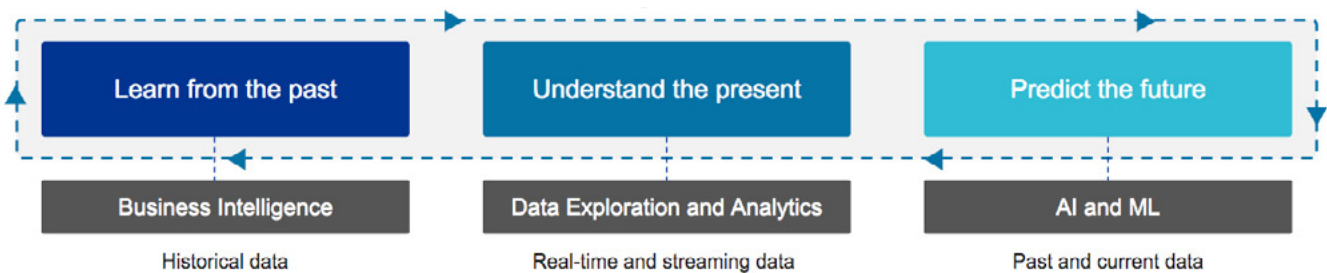 Learn from the past
Understand the present
Predict the future
Business Intelligence
Data Exploration and Analytics
AI and ML
Historical data
Real-time and streaming data
Past and current data